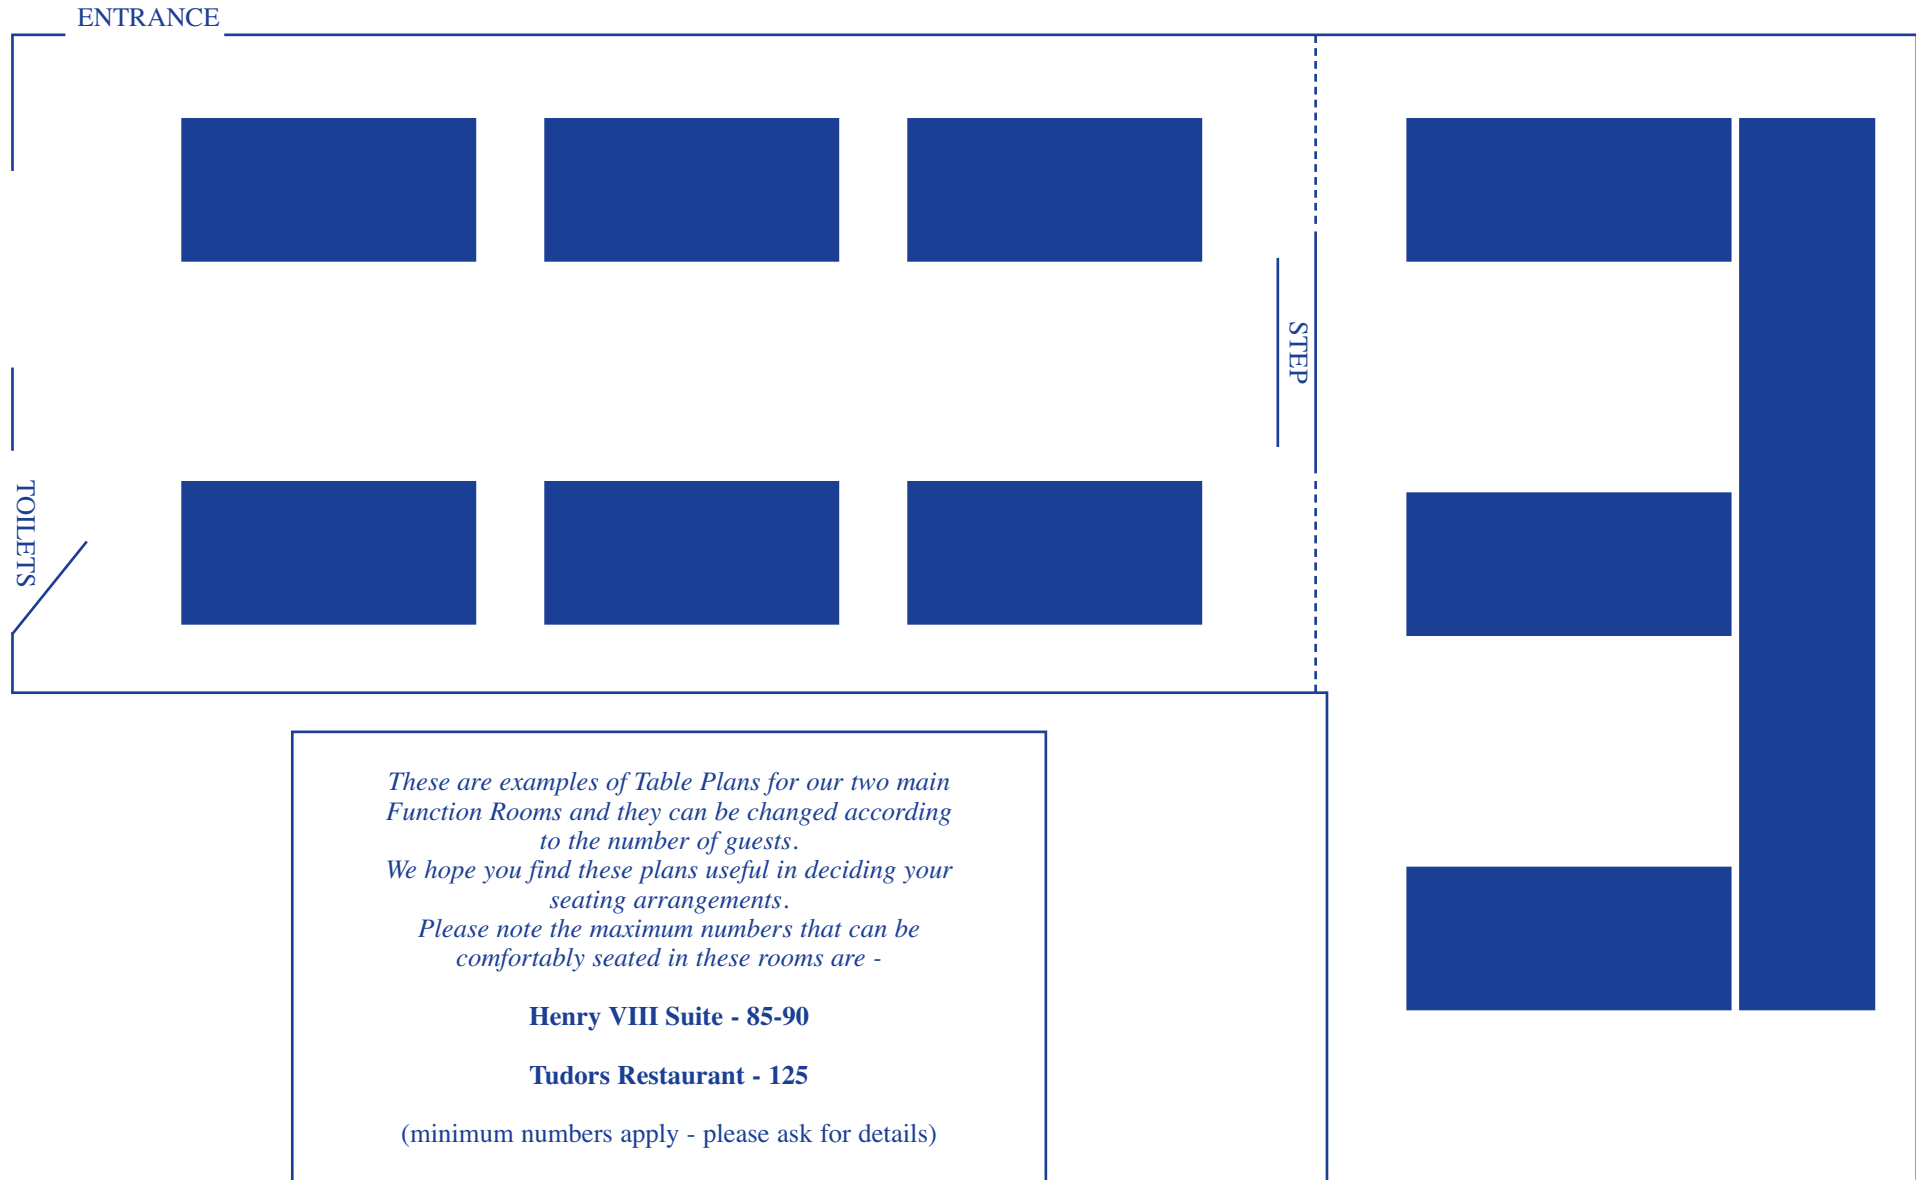 ENTRANCE
STEP
TOILETS
These are examples of Table Plans for our two main
Function Rooms and they can be changed according
to the number of guests.
We hope you find these plans useful in deciding your
seating arrangements.
Please note the maximum numbers that can be
comfortably seated in these rooms are -
Henry VIII Suite - 85-90
Tudors Restaurant - 125
(minimum numbers apply - please ask for details)